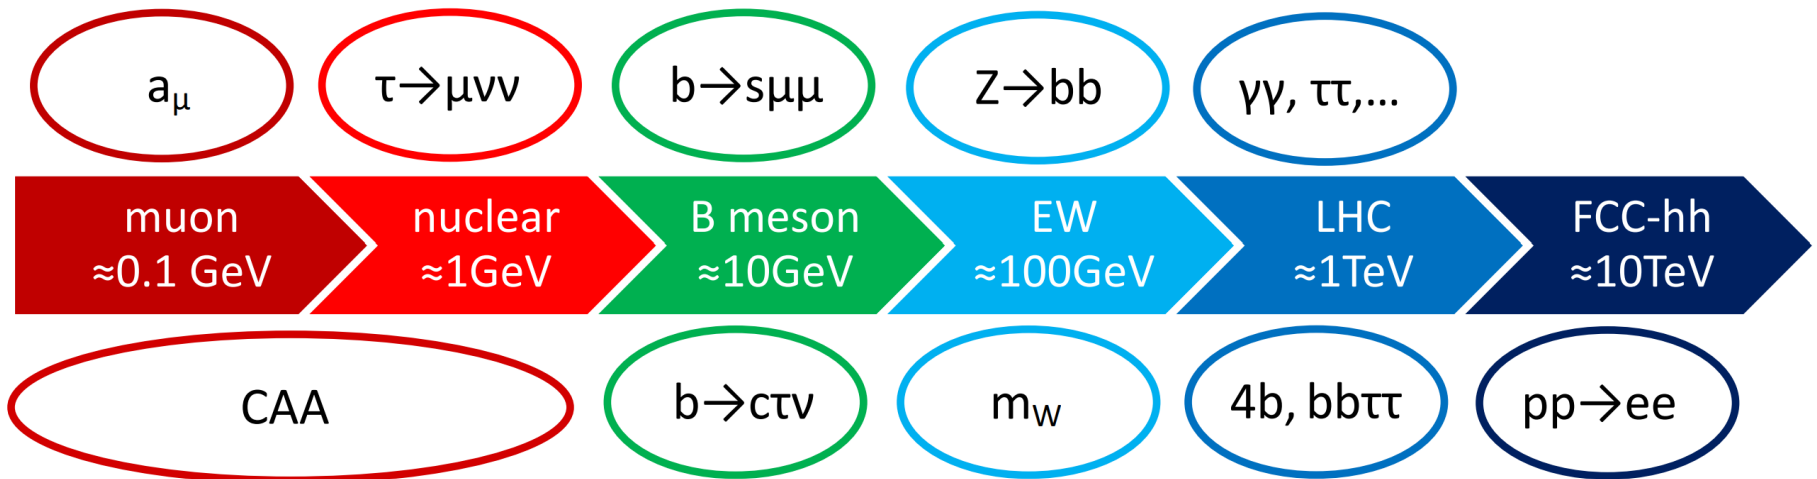 aμ
τ→μνν
b→sμμ
Z→bb
γγ, ττ,...
muon
≈0.1 GeV
nuclear
≈1GeV
B meson
≈10GeV
EW
≈100GeV
LHC
≈1TeV
FCC-hh
≈10TeV
CAA
b→cτν
mW
4b, bbττ
pp→ee